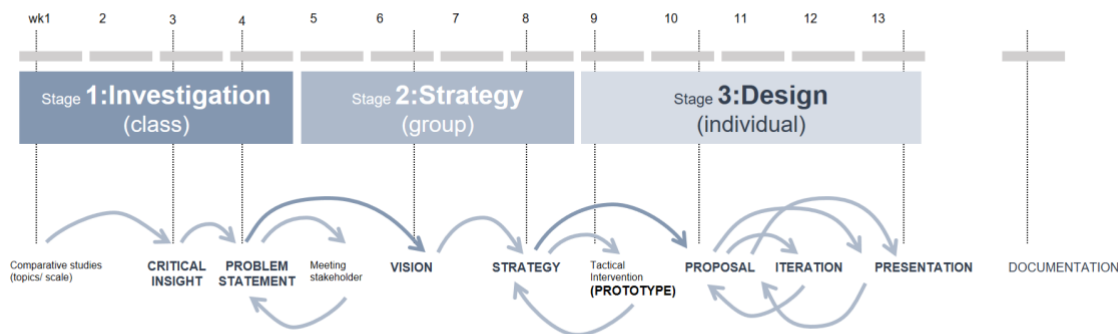 wk1 2 3 4 5 6 7 8 9 10 11 12 13
Stage 1:Investigation
(class)
Stage 2:Strategy
(group)
Stage 3:Design
(individual)
Comparative studies
(topics/ scale)
CRITICAL
INSIGHT
PROBLEM
STATEMENT
Meeting
stakeholder
VISION
STRATEGY
Tactical
Intervention
(PROTOTYPE)
PROPOSAL
ITERATION
PRESENTATION
DOCUMENTATION